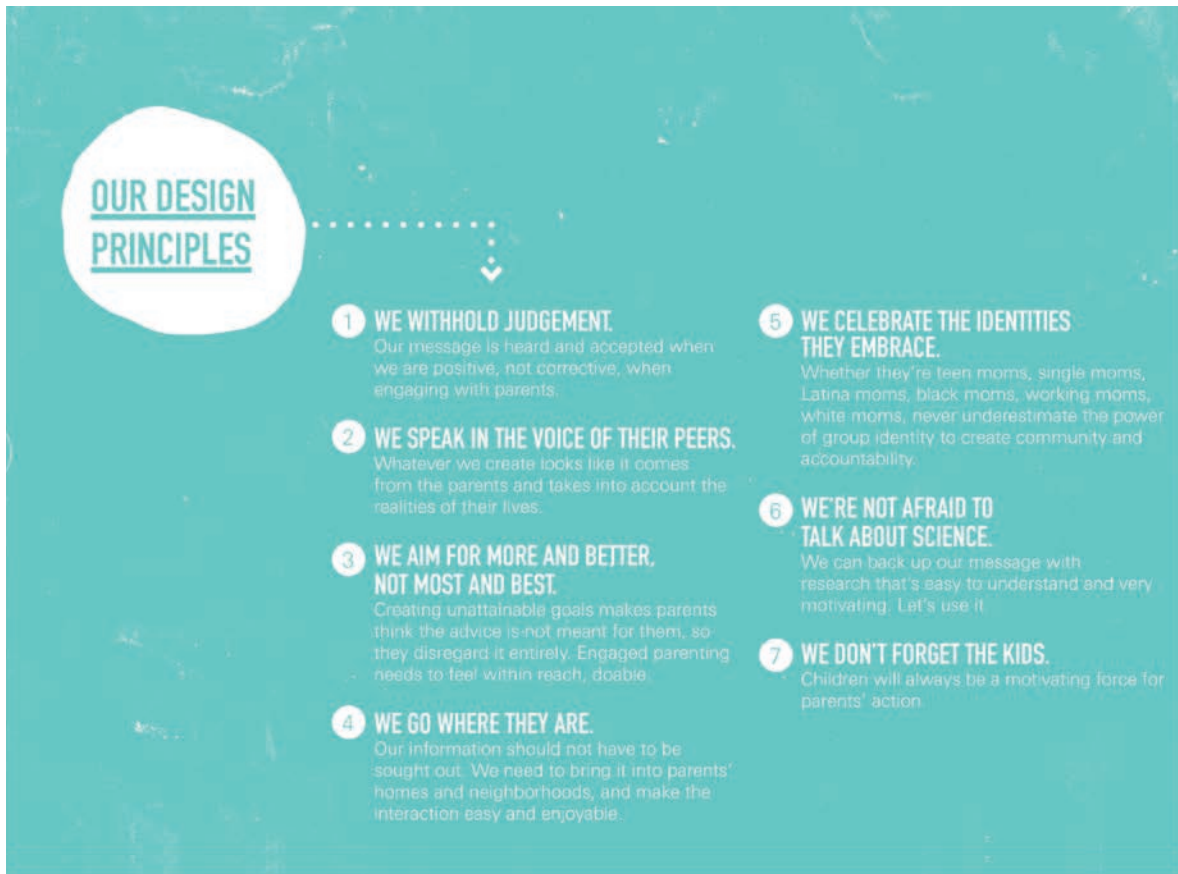 OUR DESIGN
PRINCIPLES
1 WE WITHHOLD JUDGEMENT.
Our message is heard and accepted when
we are positive, not corrective, when
engaging with parents.
2 WE SPEAK IN THE VOICE OF THEIR PEERS.
Whatever we create looks like it comes
from the parents and takes into account the
realities of their lives.
3 WE AIM FOR MORE AND BETTER,
NOT MOST AND BEST.
Creating unattainable goals makes parents
think the advice is not meant for them, so
they disregard it entirely. Engaged parenting
needs to feel within reach, doable.
4 WE GO WHERE THEY ARE.
Our information should not have to be
sought out. We need to bring it into parents'
homes and neighborhoods, and make the
interaction easy and enjoyable.
5 WE CELEBRATE THE IDENTITIES
THEY EMBRACE.
Whether they're teen moms, single moms,
Latina moms, black moms, working moms,
white moms, never underestimate the power
of group identity to create community and
accountability.
6 WE'RE NOT AFRAID TO
TALK ABOUT SCIENCE.
We can back up our message with
research that's easy to understand and very
motivating. Let's use it
7 WE DON'T FORGET THE KIDS.
Children will always be a motivating force for
parents' action